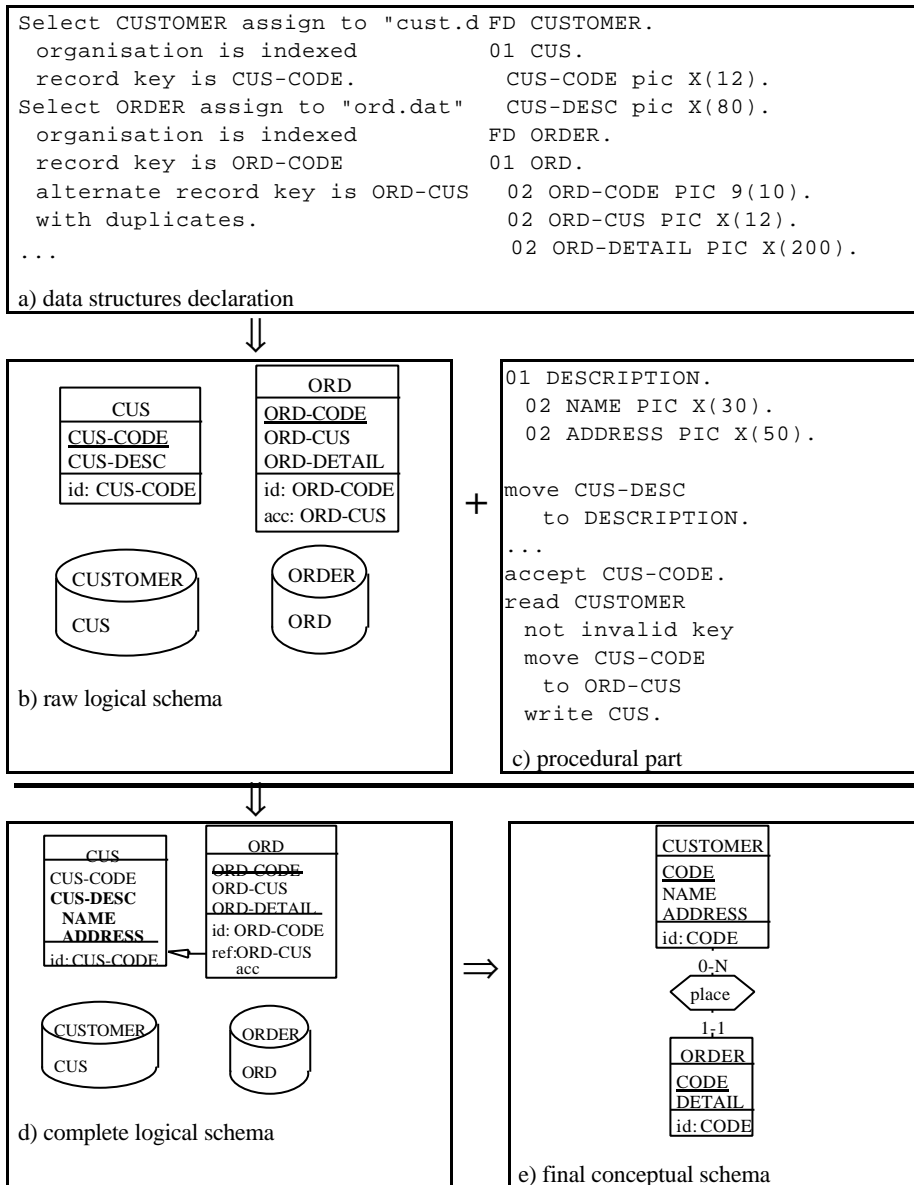 Select CUSTOMER assign to "cust.d
organisation is indexed
record key is CUS-CODE.
Select ORDER assign to "ord.dat"
organisation is indexed
record key is ORD-CODE
alternate record key is ORD-CUS
with duplicates.
...
FD CUSTOMER.
01 CUS.
CUS-CODE pic X(12).
CUS-DESC pic X(80).
FD ORDER.
01 ORD.
02 ORD-CODE PIC 9(10).
02 ORD-CUS PIC X(12).
02 ORD-DETAIL PIC X(200).
a) data structures declaration
⇓
CUS
CUS-CODE
CUS-DESC
id: CUS-CODE
ORD
ORD-CODE
ORD-CUS
ORD-DETAIL
id: ORD-CODE
acc: ORD-CUS
CUSTOMER
CUS
ORDER
ORD
b) raw logical schema
+
01 DESCRIPTION.
02 NAME PIC X(30).
02 ADDRESS PIC X(50).
move CUS-DESC
to DESCRIPTION.
...
accept CUS-CODE.
read CUSTOMER
not invalid key
move CUS-CODE
to ORD-CUS
write CUS.
c) procedural part
⇓
CUS
CUS-CODE
CUS-DESC
NAME
ADDRESS
id: CUS-CODE
ORD
ORD-CODE
ORD-CUS
ORD-DETAIL
id: ORD-CODE
ref:ORD-CUS
acc
CUSTOMER
CUS
ORDER
ORD
d) complete logical schema
⇒
CUSTOMER
CODE
NAME
ADDRESS
id: CODE
0-N
place
1-1
ORDER
CODE
DETAIL
id: CODE
e) final conceptual schema